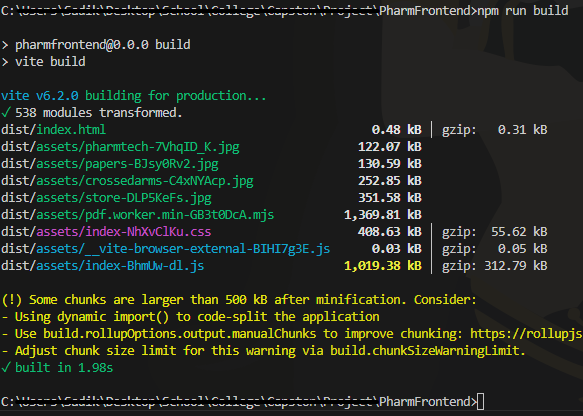 C:\Users\Sadik\Desktop\School\College\Capston\Project\PharmFrontend>npm run build
> pharmfrontend@0.0.0 build
> vite build
vite v6.2.0 building for production...
✓ 538 modules transformed.
dist/index.html 0.48 kB │ gzip: 0.31 kB
dist/assets/pharmtech-7VhqID_K.jpg 122.07 kB
dist/assets/papers-BJsy0Rv2.jpg 130.59 kB
dist/assets/crossedarms-C4xNYAcp.jpg 252.85 kB
dist/assets/store-DLP5KeFs.jpg 351.58 kB
dist/assets/pdf.worker.min-GB3t0DcA.mjs 1,369.81 kB
dist/assets/index-NhXvClKu.css 408.63 kB │ gzip: 55.62 kB
dist/assets/__vite-browser-external-BIHI7g3E.js 0.03 kB │ gzip: 0.05 kB
dist/assets/index-BhmUw-dl.js 1,019.38 kB │ gzip: 312.79 kB
(!) Some chunks are larger than 500 kB after minification. Consider:
- Using dynamic import() to code-split the application
- Use build.rollupOptions.output.manualChunks to improve chunking: https://rollupjs
- Adjust chunk size limit for this warning via build.chunkSizeWarningLimit.
✓ built in 1.98s
C:\Users\Sadik\Desktop\School\College\Capston\Project\PharmFrontend>